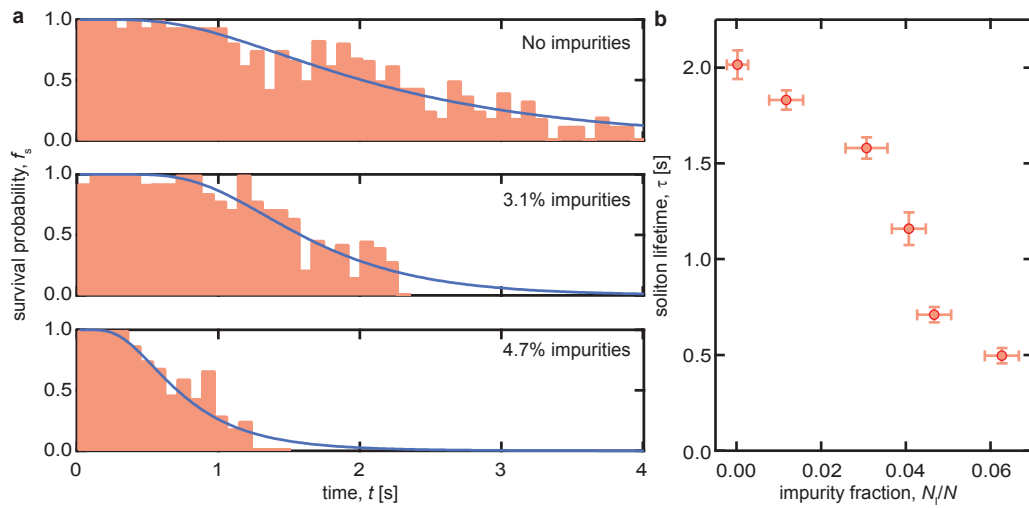 a
1.0
0.5
0.0
No impurities
1.0
0.5
0.0
3.1% impurities
1.0
0.5
0.0
4.7% impurities
survival probability, fₛ
0 1 2 3 4
time, t [s]
b
2.0
1.5
1.0
0.5
0.0
soliton lifetime, τ [s]
0.00 0.02 0.04 0.06
impurity fraction, Nᵢ/N